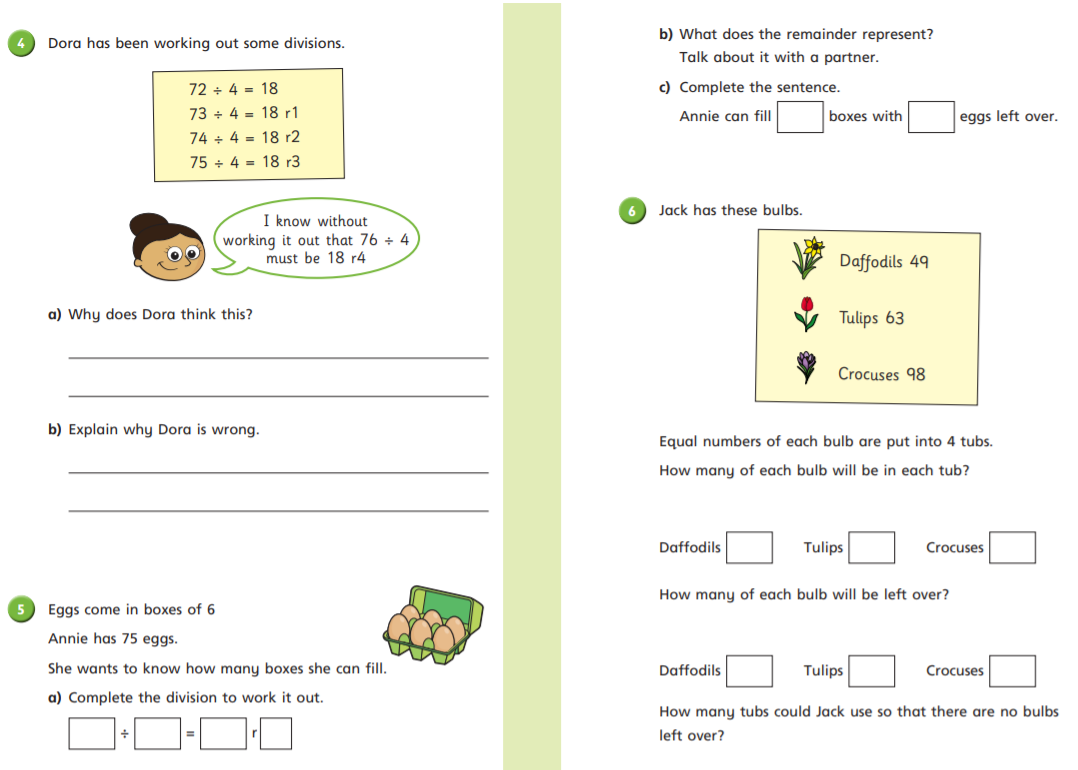 4 Dora has been working out some divisions.
72 ÷ 4 = 18
73 ÷ 4 = 18 r1
74 ÷ 4 = 18 r2
75 ÷ 4 = 18 r3
I know without
working it out that 76 ÷ 4
must be 18 r4
a) Why does Dora think this?
b) Explain why Dora is wrong.
5 Eggs come in boxes of 6
Annie has 75 eggs.
She wants to know how many boxes she can fill.
a) Complete the division to work it out.
÷ = r
b) What does the remainder represent?
Talk about it with a partner.
c) Complete the sentence.
Annie can fill boxes with eggs left over.
6 Jack has these bulbs.
Daffodils 49
Tulips 63
Crocuses 98
Equal numbers of each bulb are put into 4 tubs.
How many of each bulb will be in each tub?
Daffodils Tulips Crocuses
How many of each bulb will be left over?
Daffodils Tulips Crocuses
How many tubs could Jack use so that there are no bulbs
left over?